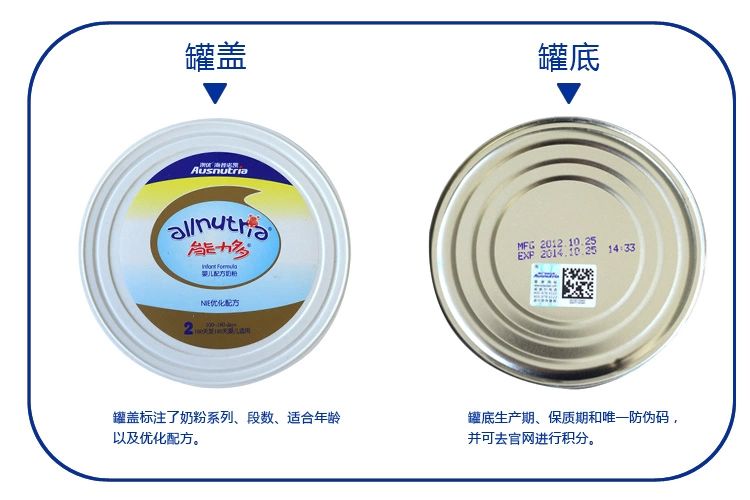 罐盖
罐底
澳优·海普诺凯
Ausnutria
allnutria
能力多
Infant Formula
婴儿配方奶粉
NIE优化配方
2
MFG 2012.10.25
EXP 2014.10.25 14:33
Ausnutria
罐盖标注了奶粉系列、段数、适合年龄
以及优化配方。
罐底生产期、保质期和唯一防伪码，
并可去官网进行积分。